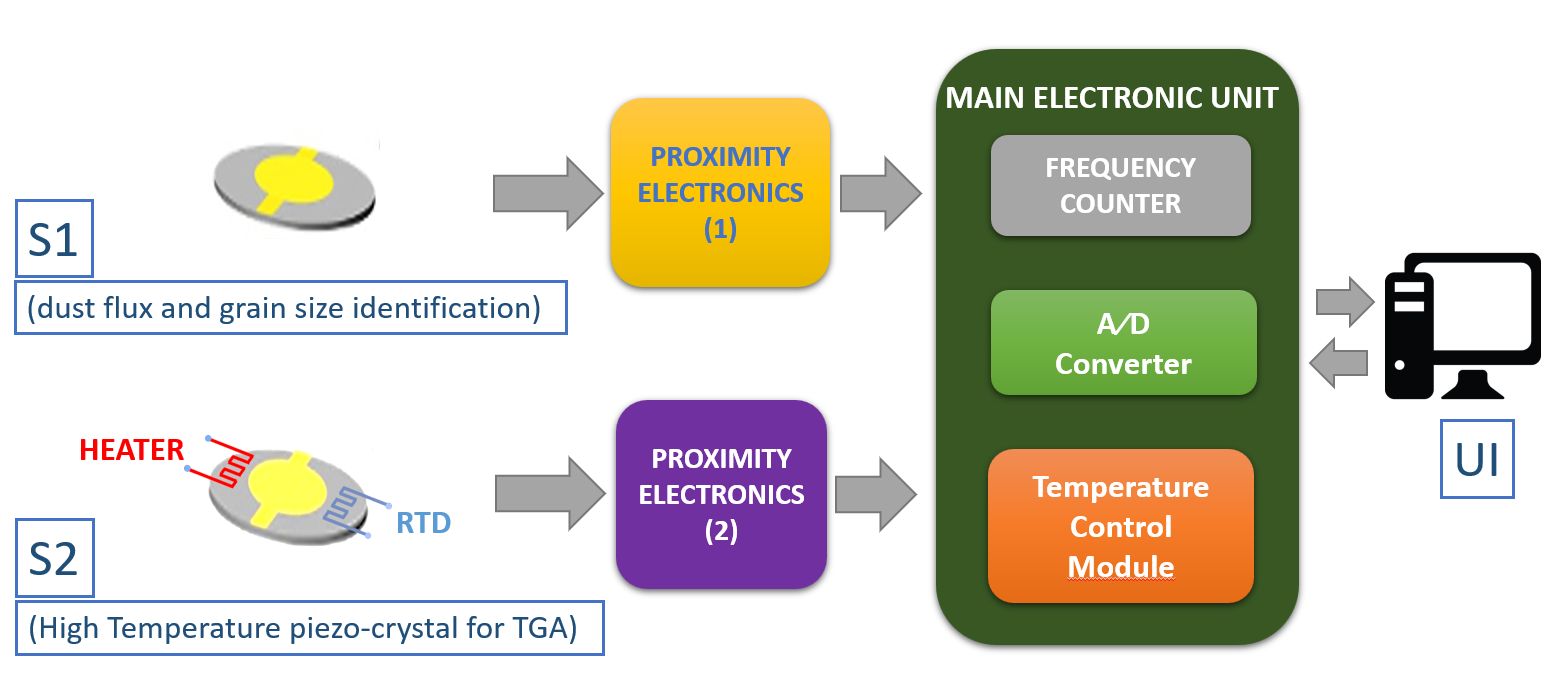 S1
(dust flux and grain size identification)
PROXIMITY
ELECTRONICS
(1)
HEATER
RTD
S2
(High Temperature piezo-crystal for TGA)
PROXIMITY
ELECTRONICS
(2)
MAIN ELECTRONIC UNIT
FREQUENCY
COUNTER
A/D
Converter
Temperature
Control
Module
UI